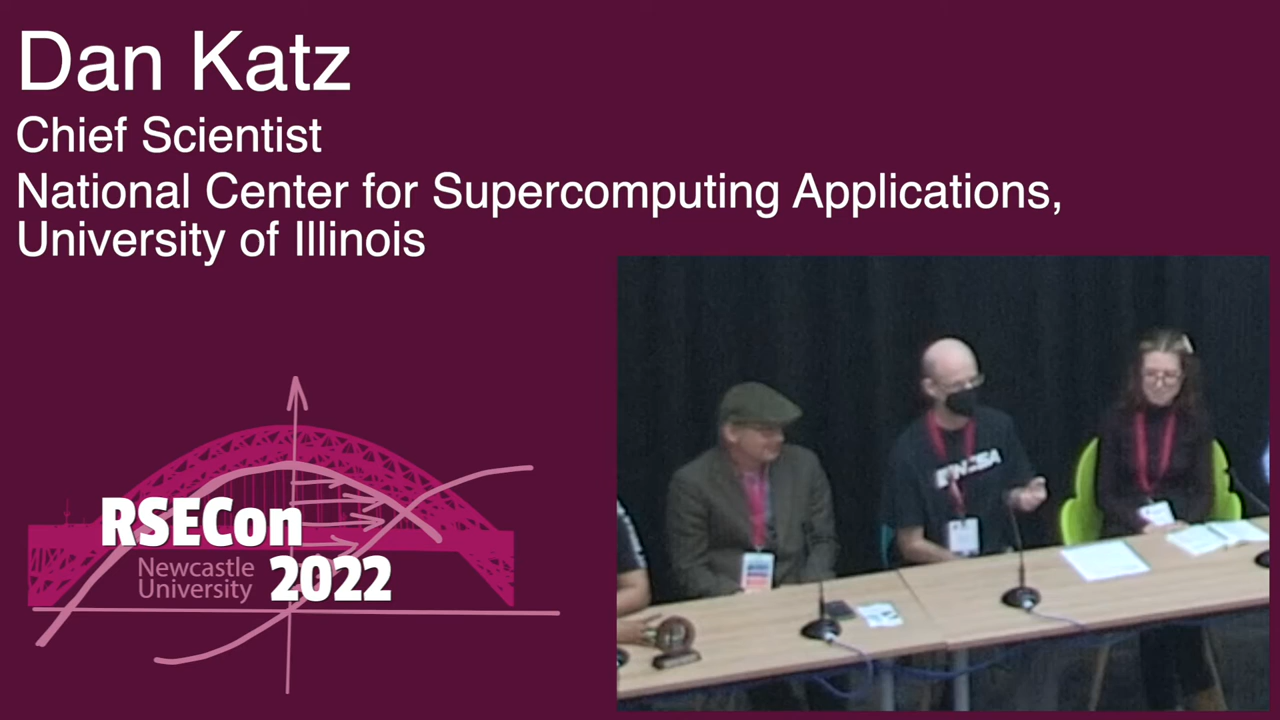 Dan Katz
Chief Scientist
National Center for Supercomputing Applications,
University of Illinois
RSECon
Newcastle
University
2022